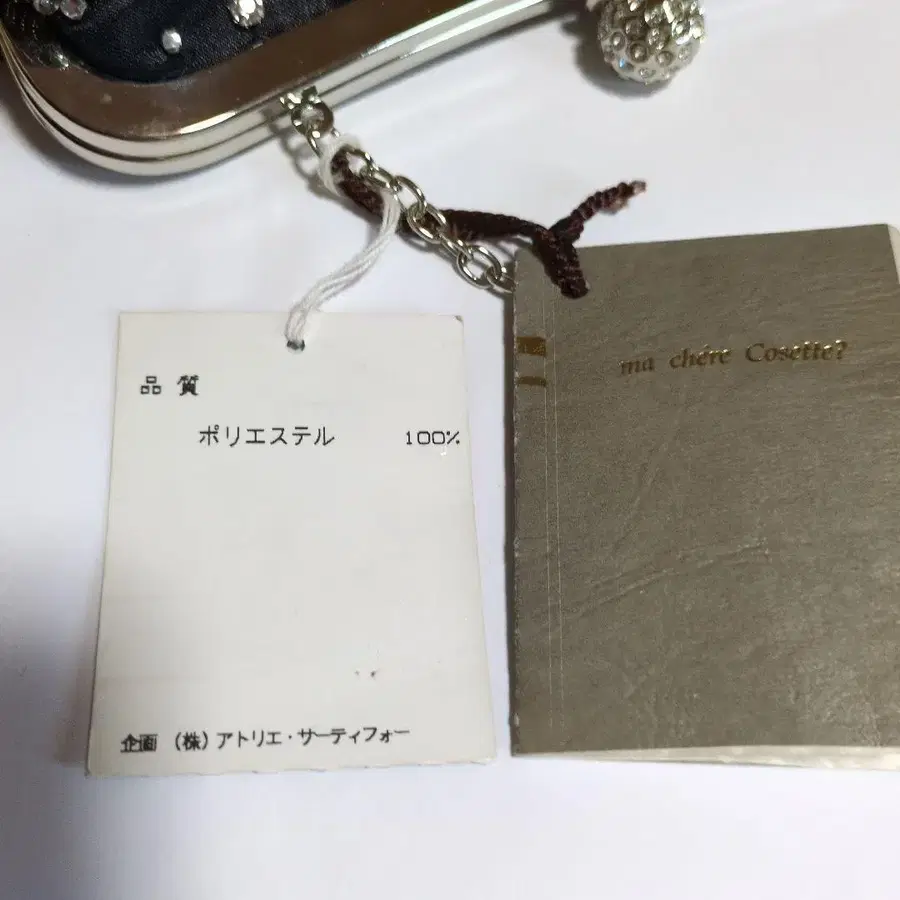 品質
ポリエステル 100%
企画 (株)アトリエ・サーティフォー
ma chére Cosette?